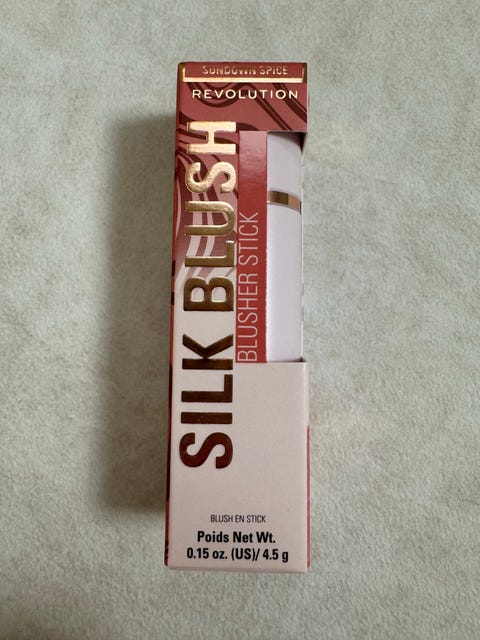 SUNDOWN SPICE
REVOLUTION
SILK BLUSH
BLUSHER STICK
BLUSH EN STICK
Poids Net Wt.
0.15 oz. (US)/ 4.5 g